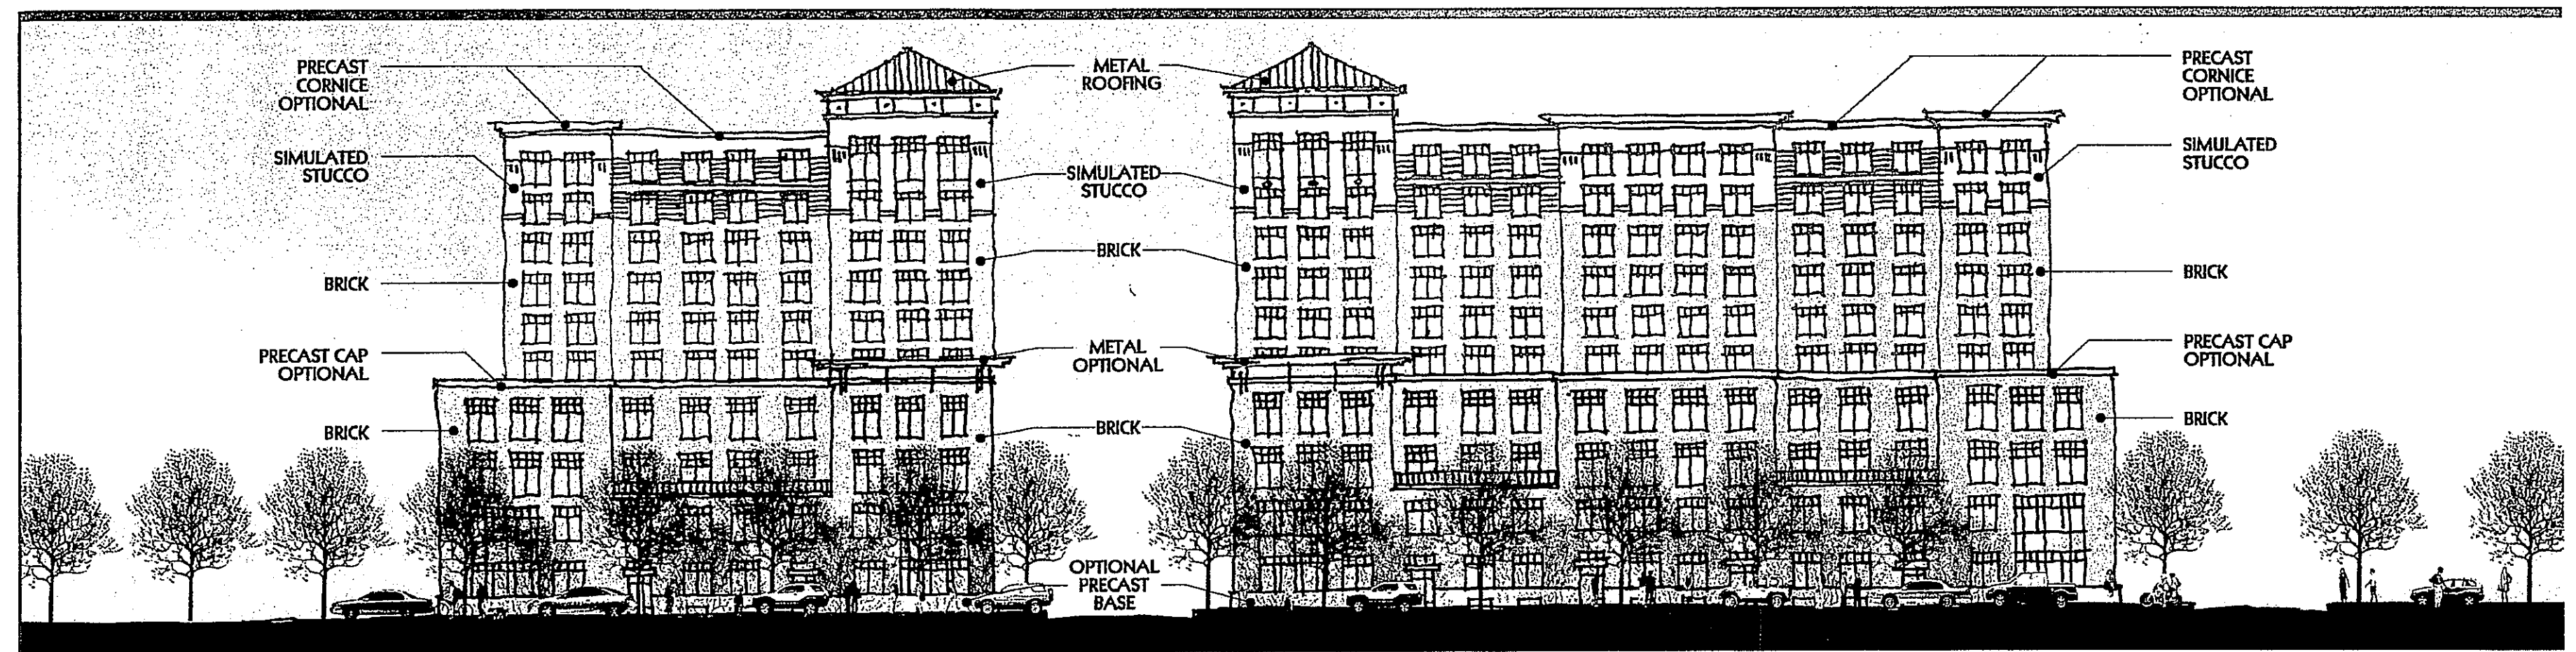 PRECAST
CORNICE
OPTIONAL
SIMULATED
STUCCO
BRICK
PRECAST CAP
OPTIONAL
BRICK
METAL
ROOFING
SIMULATED
STUCCO
BRICK
METAL
OPTIONAL
BRICK
OPTIONAL
PRECAST
BASE
PRECAST
CORNICE
OPTIONAL
SIMULATED
STUCCO
BRICK
PRECAST CAP
OPTIONAL
BRICK